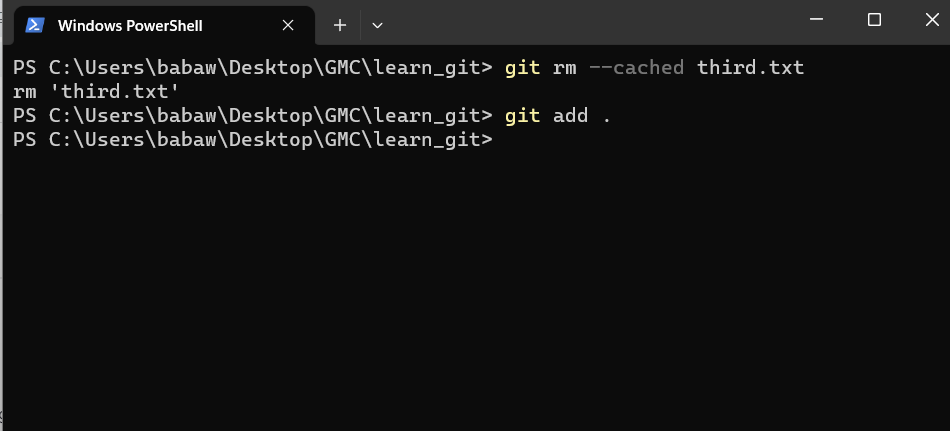 Windows PowerShell
PS C:\Users\babaw\Desktop\GMC\learn_git> git rm --cached third.txt
rm 'third.txt'
PS C:\Users\babaw\Desktop\GMC\learn_git> git add .
PS C:\Users\babaw\Desktop\GMC\learn_git>